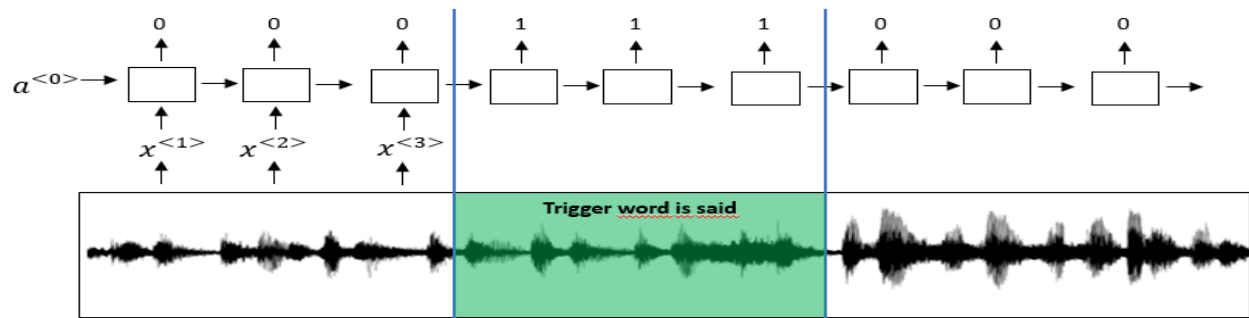 0 0 0 1 1 1 0 0 0
a<0>
x<1> x<2> x<3>
Trigger word is said